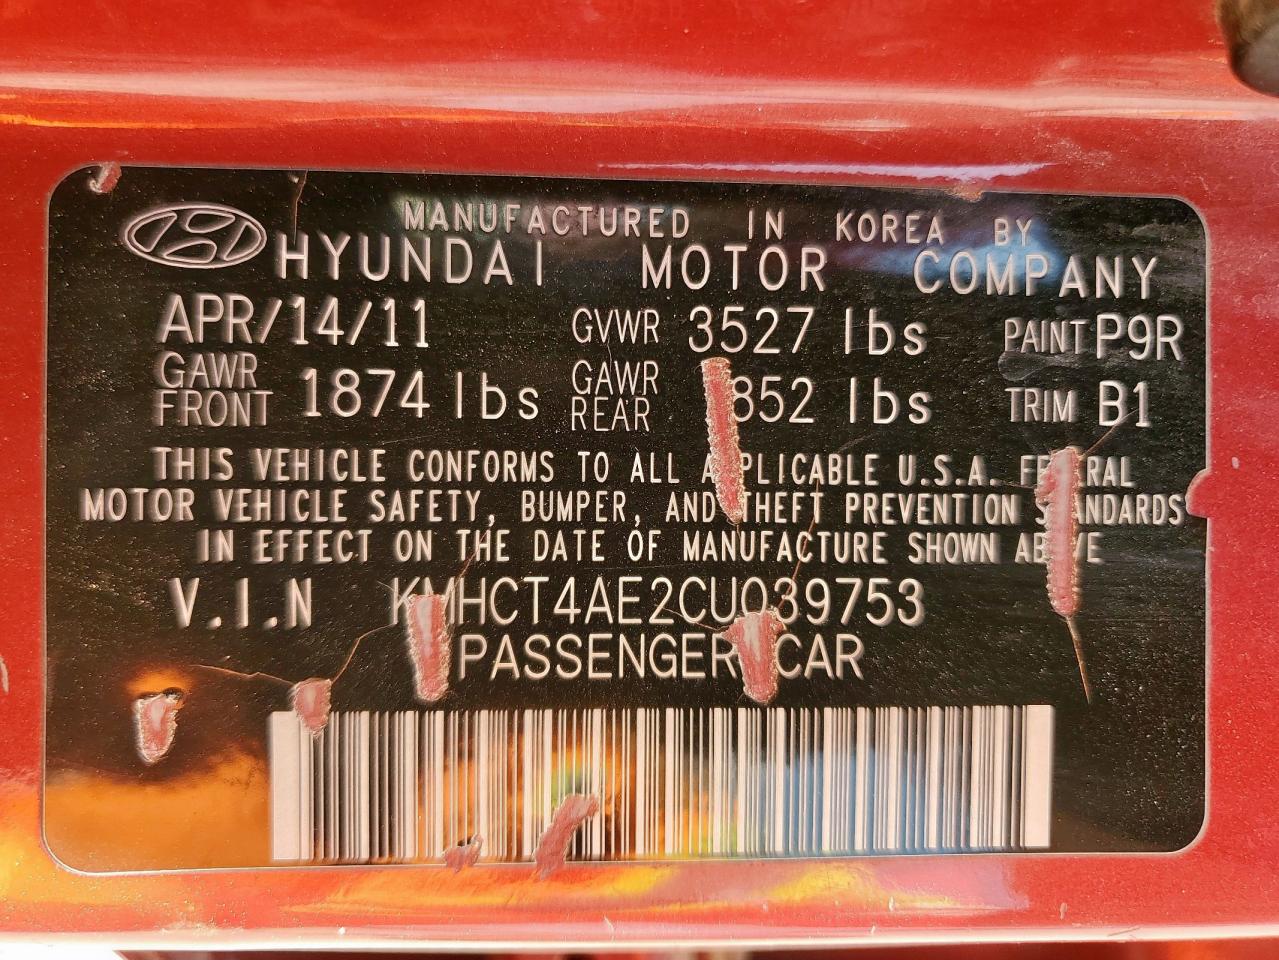 MANUFACTURED IN KOREA BY
HYUNDAI MOTOR COMPANY
APR/14/11 GVWR 3527 lbs PAINT P9R
GAWR FRONT 1874 lbs GAWR REAR 852 lbs TRIM B1
THIS VEHICLE CONFORMS TO ALL APPLICABLE U.S.A. FEDERAL
MOTOR VEHICLE SAFETY, BUMPER, AND THEFT PREVENTION STANDARDS
IN EFFECT ON THE DATE OF MANUFACTURE SHOWN ABOVE
V.I.N KMHCT4AE2CU039753
PASSENGER CAR